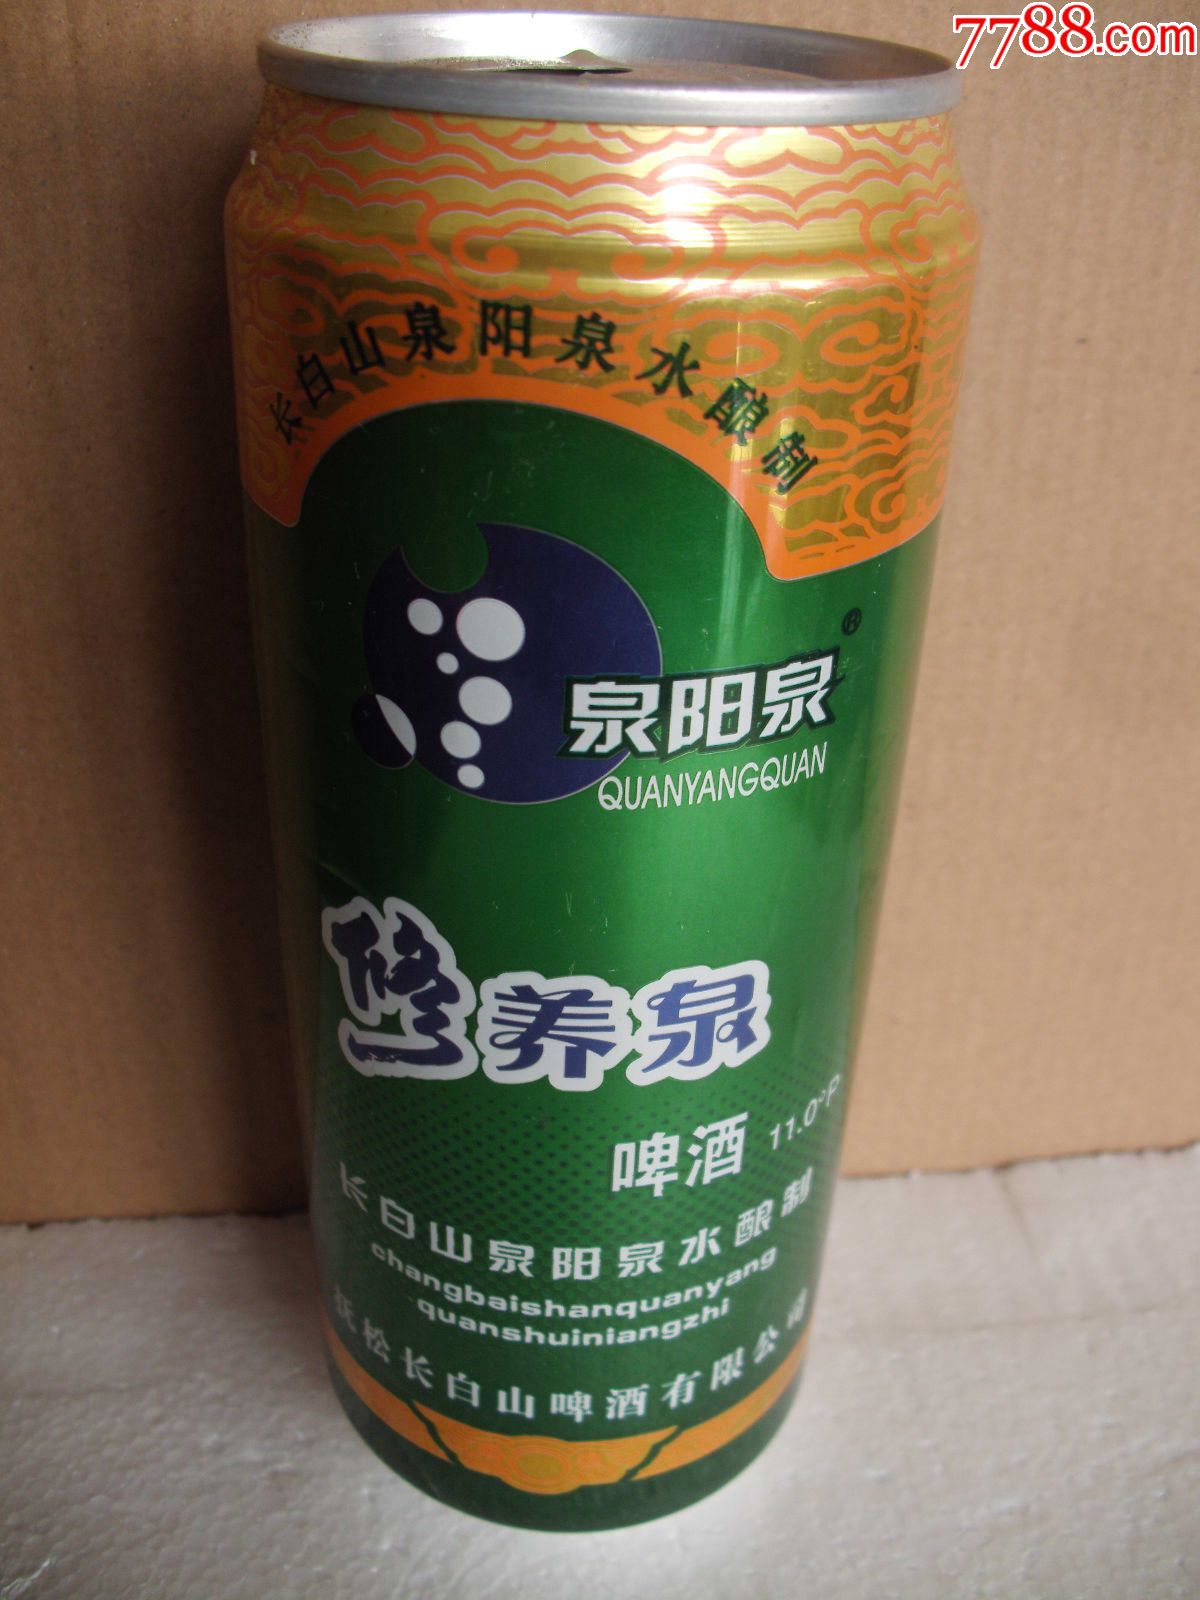 7788.com
长白山泉阳泉水酿制
®
泉阳泉
QUANYANGQUAN
修养泉
啤酒 11.0°P
长白山泉阳泉水酿制
changbaishanquanyang
quanshuiniangzhi
抚松长白山啤酒有限公司